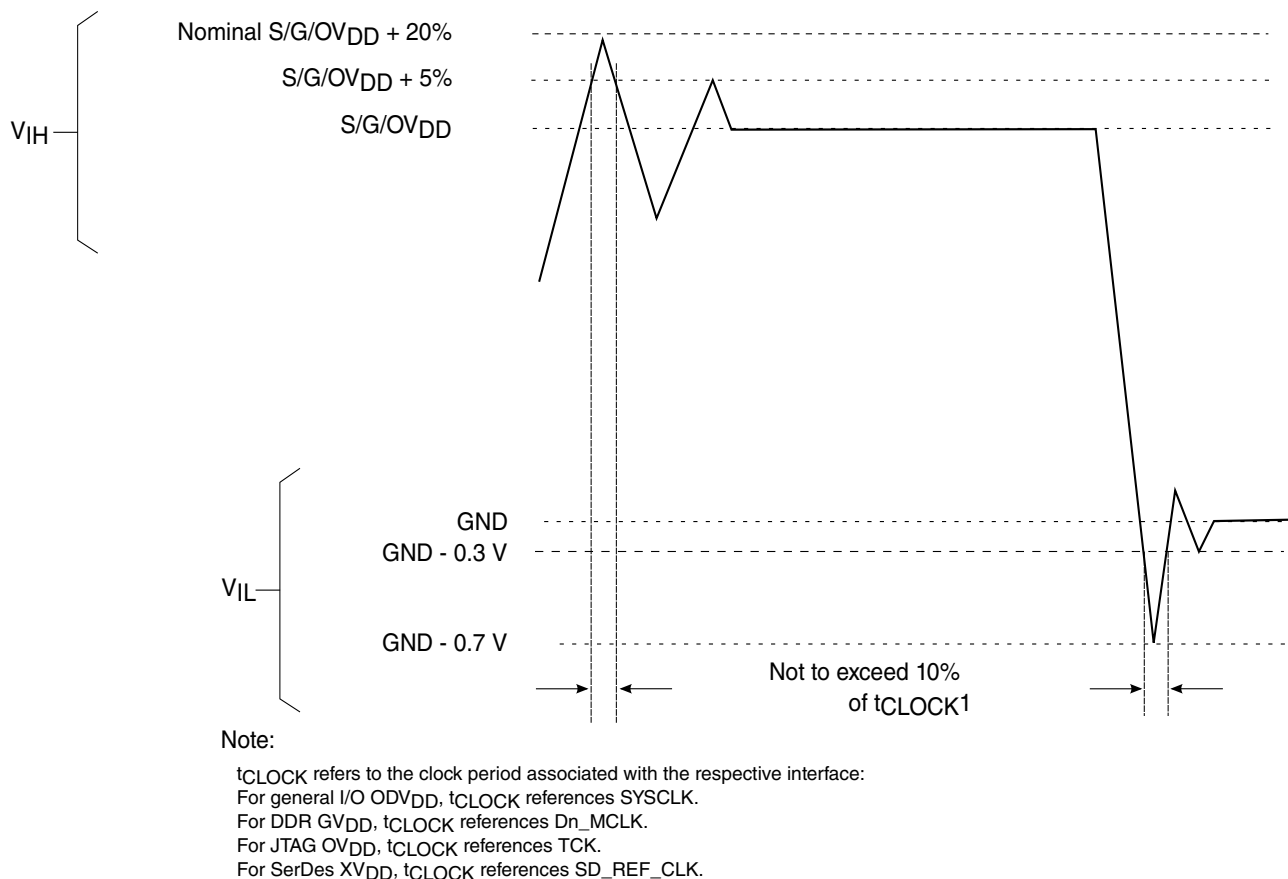 Nominal S/G/OVDD + 20%
S/G/OVDD + 5%
S/G/OVDD
VIH
GND
GND - 0.3 V
VIL
GND - 0.7 V
Not to exceed 10%
of tCLOCK1
Note:
tCLOCK refers to the clock period associated with the respective interface:
For general I/O ODVDD, tCLOCK references SYSCLK.
For DDR GVDD, tCLOCK references Dn_MCLK.
For JTAG OVDD, tCLOCK references TCK.
For SerDes XVDD, tCLOCK references SD_REF_CLK.